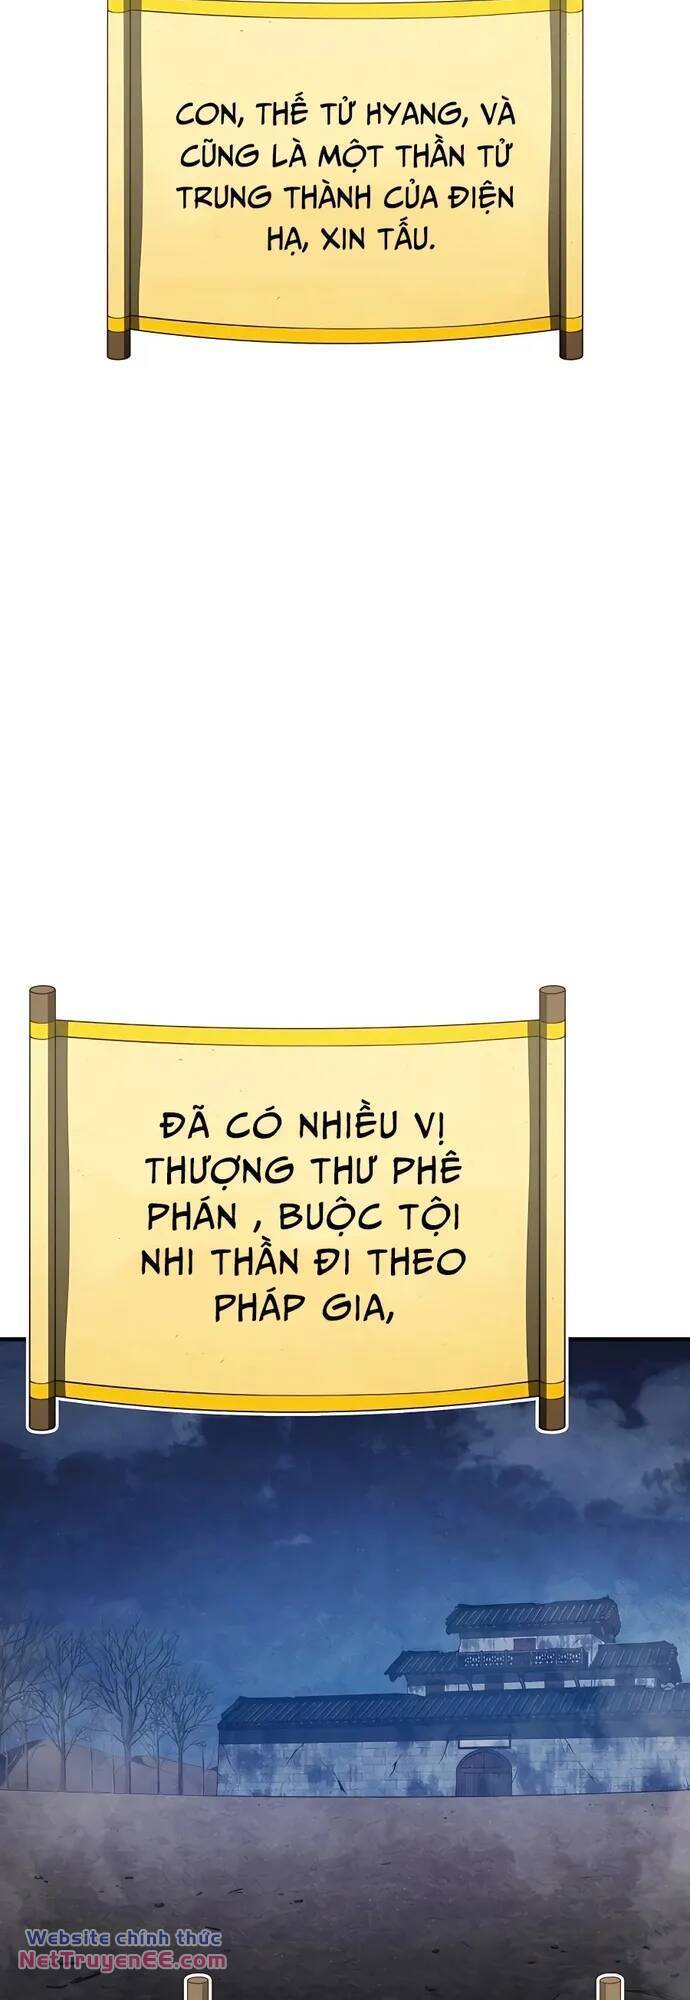 CON, THẾ TỬ HYANG, VÀ
CŨNG LÀ MỘT THẦN TỬ
TRUNG THÀNH CỦA ĐIỆN
HẠ, XIN TẤU.
ĐÃ CÓ NHIỀU VỊ
THƯỢNG THƯ PHÊ
PHÁN , BUỘC TỘI
NHI THẦN ĐI THEO
PHÁP GIA,
Website chính thức
NetTruyenEE.com